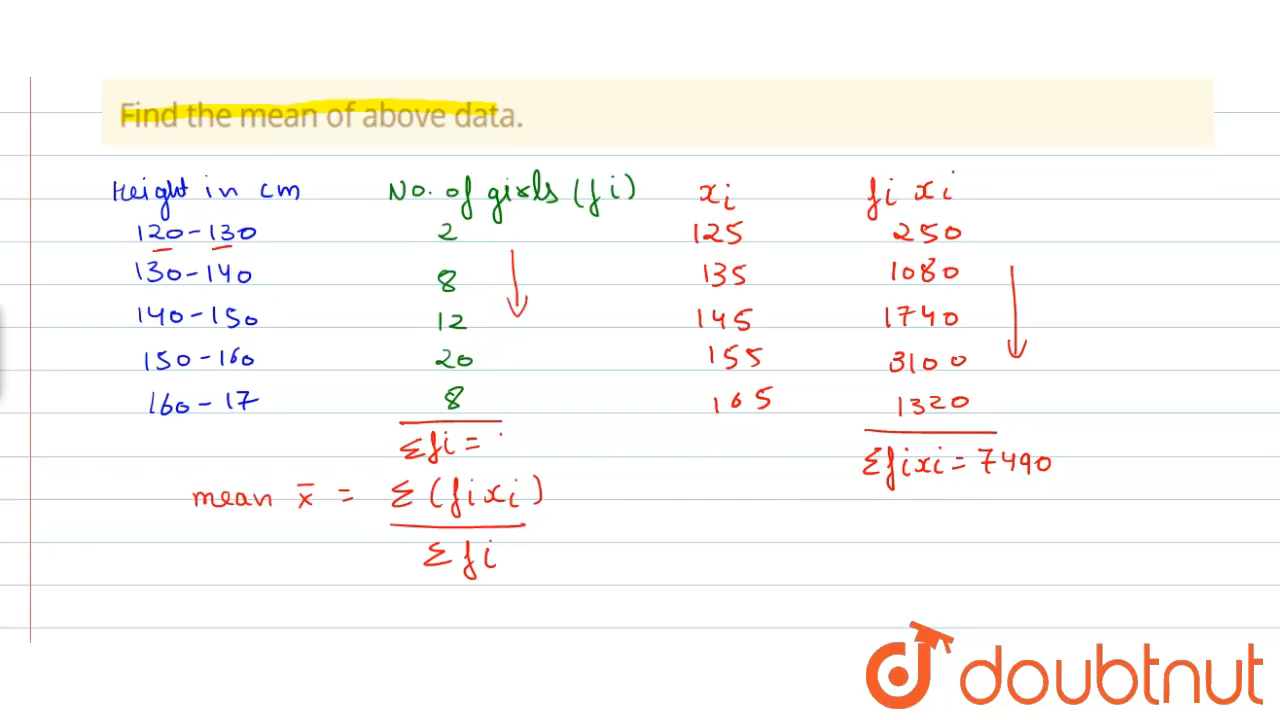 Find the mean of above data.
Height in cm No. of girls (fi) xi fi xi
120-130 2 125 250
130-140 8 135 1080
140-150 12 145 1740
150-160 20 155 3100
160-17 8 165 1320
Σfi = Σfixi = 7490
mean x̄ = Σ(fixi)
Σfi
doubtnut